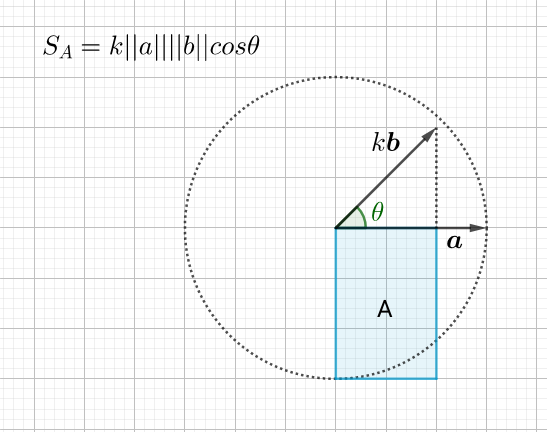 S_A = k||a||||b||cosθ
kb
θ
a
A